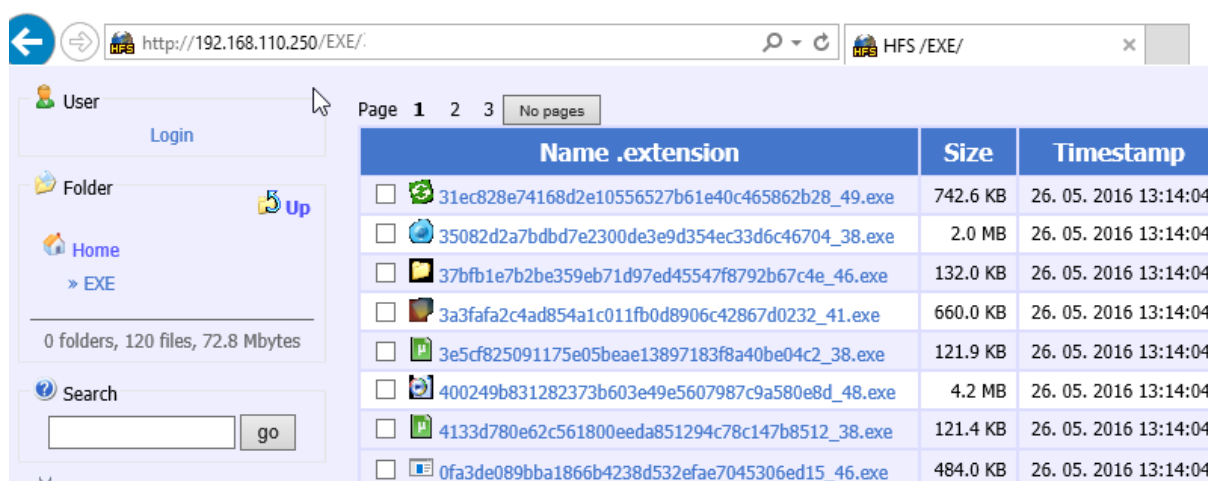 http://192.168.110.250/EXE/
HFS /EXE/
User
Login
Folder
Up
Home
» EXE
0 folders, 120 files, 72.8 Mbytes
Search
go
Page 1 2 3 No pages
Name .extension Size Timestamp
31ec828e74168d2e10556527b61e40c465862b28_49.exe 742.6 KB 26. 05. 2016 13:14:04
35082d2a7bdbd7e2300de3e9d354ec33d6c46704_38.exe 2.0 MB 26. 05. 2016 13:14:04
37bfb1e7b2be359eb71d97ed45547f8792b67c4e_46.exe 132.0 KB 26. 05. 2016 13:14:04
3a3fafa2c4ad854a1c011fb0d8906c42867d0232_41.exe 660.0 KB 26. 05. 2016 13:14:04
3e5cf825091175e05beae13897183f8a40be04c2_38.exe 121.9 KB 26. 05. 2016 13:14:04
400249b831282373b603e49e5607987c9a580e8d_48.exe 4.2 MB 26. 05. 2016 13:14:04
4133d780e62c561800eeda851294c78c147b8512_38.exe 121.4 KB 26. 05. 2016 13:14:04
0fa3de089bba1866b4238d532efae7045306ed15_46.exe 484.0 KB 26. 05. 2016 13:14:04